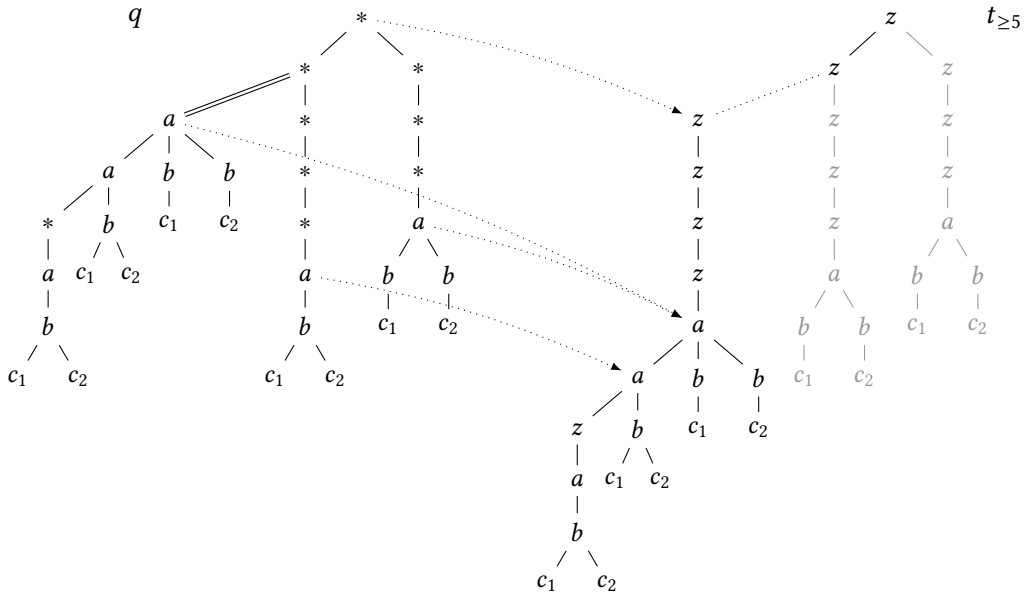 q * z t≥5
* * z z
a * * z z z
a b b * * z z z
* b c1 c2 * a z z a
a c1 c2 a b b z a b b
b b c1 c2 a b b c1 c2
c1 c2 c1 c2 a b b c1 c2
z b c1 c2
a c1 c2
b
c1 c2